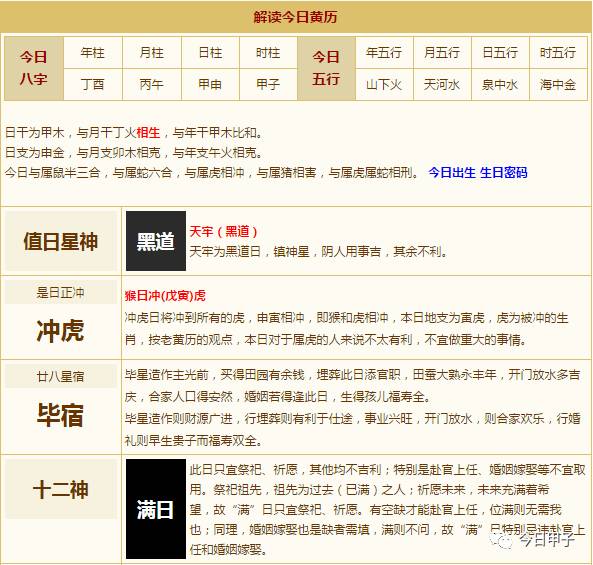 解读今日黄历
今日八字 年柱 月柱 日柱 时柱 今日五行 年五行 月五行 日五行 时五行
丁酉 丙午 甲申 甲子 山下火 天河水 泉中水 海中金
日干为甲木，与月干丁火相生，与年干甲木比和。
日支为申金，与月支卯木相克，与年支午火相克。
今日与属鼠半三合，与属蛇六合，与属虎相冲，与属猪相害，与属虎属蛇相刑。 今日出生 生日密码
值日星神
黑道
天牢（黑道）
天牢为黑道日，镇神星，阴人用事吉，其余不利。
是日正冲
冲虎
猴日冲(戊寅)虎
冲虎日将冲到所有的虎，申寅相冲，即猴和虎相冲，本日地支为寅虎，虎为被冲的生
肖，按老黄历的观点，本日对于属虎的人来说不太有利，不宜做重大的事情。
廿八星宿
毕宿
毕星造作主光前，买得田园有余钱，埋葬此日添官职，田蚕大熟永丰年，开门放水多吉
庆，合家人口得安然，婚姻若得逢此日，生得孩儿福寿全。
毕星造作则财源广进，行埋葬则有利于仕途，事业兴旺，开门放水，则合家欢乐，行婚
礼则早生贵子而福寿双全。
十二神
满日
此日只宜祭祀、祈愿，其他均不吉利；特别是赴官上任、婚姻嫁娶等不宜取
用。祭祀祖先，祖先为过去（已满）之人；祈愿未来，未来充满着希
望，故“满”日只宜祭祀、祈愿。有空缺才能赴官上任，位满则无需我
也；同理，婚姻嫁娶也是缺者需填，满则不问，故“满”日特别忌讳赴官上
任和婚姻嫁娶。
今日甲子